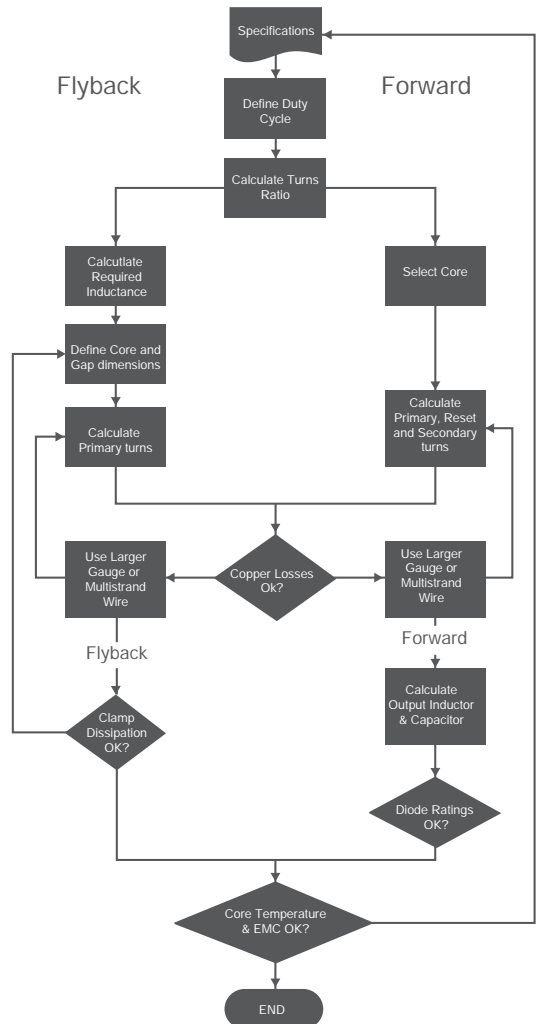 Specifications
Flyback
Forward
Define Duty
Cycle
Calculate Turns
Ratio
Calcutlate
Required
Inductance
Select Core
Define Core and
Gap dimensions
Calculate
Primary turns
Calculate
Primary, Reset
and Secondary
turns
Use Larger
Gauge or
Multistrand
Wire
Copper Losses
Ok?
Use Larger
Gauge or
Multistrand
Wire
Flyback
Forward
Clamp
Dissipation
OK?
Calculate
Output Inductor
& Capacitor
Diode Ratings
OK?
Core Temperature
& EMC OK?
END